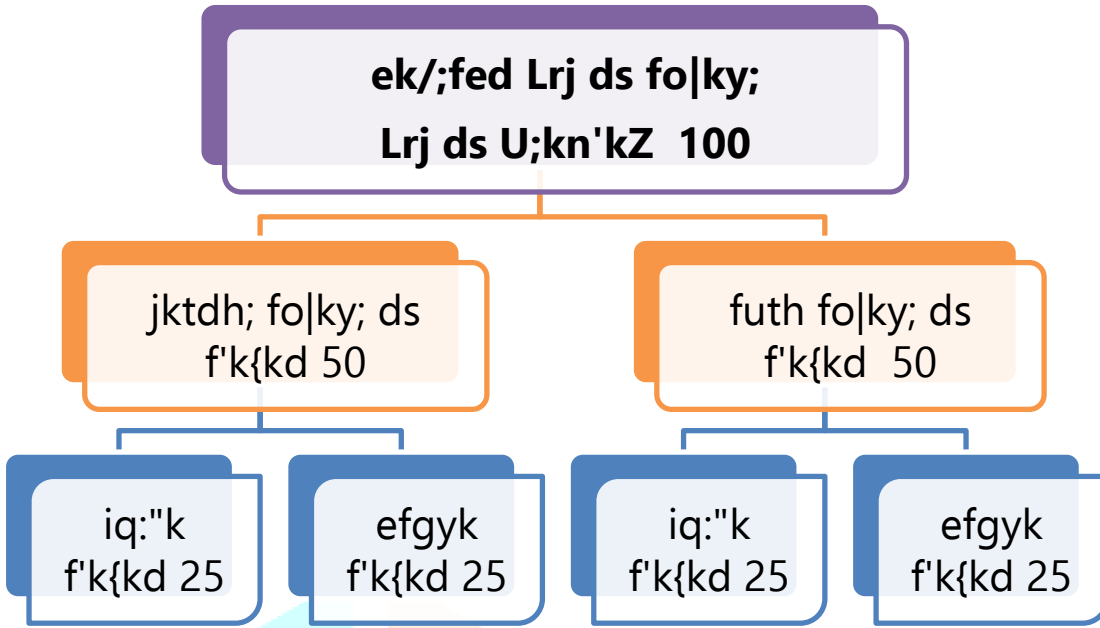 ek/;fed Lrj ds fo|ky;
Lrj ds U;kn'kZ 100
jktdh; fo|ky; ds
f'k{kd 50
futh fo|ky; ds
f'k{kd 50
iq:"k
f'k{kd 25
efgyk
f'k{kd 25
iq:"k
f'k{kd 25
efgyk
f'k{kd 25